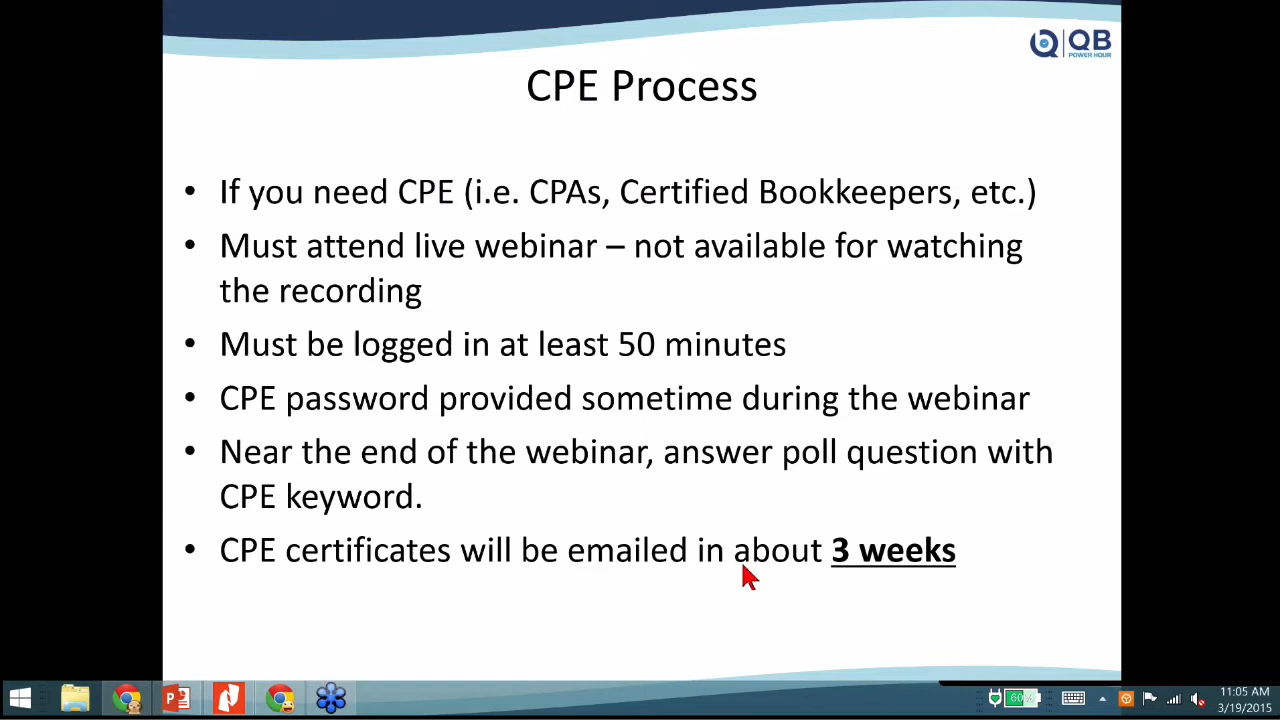 QB
POWER HOUR
CPE Process
• If you need CPE (i.e. CPAs, Certified Bookkeepers, etc.)
• Must attend live webinar – not available for watching
the recording
• Must be logged in at least 50 minutes
• CPE password provided sometime during the webinar
• Near the end of the webinar, answer poll question with
CPE keyword.
• CPE certificates will be emailed in about 3 weeks
60%
11:05 AM
3/19/2015